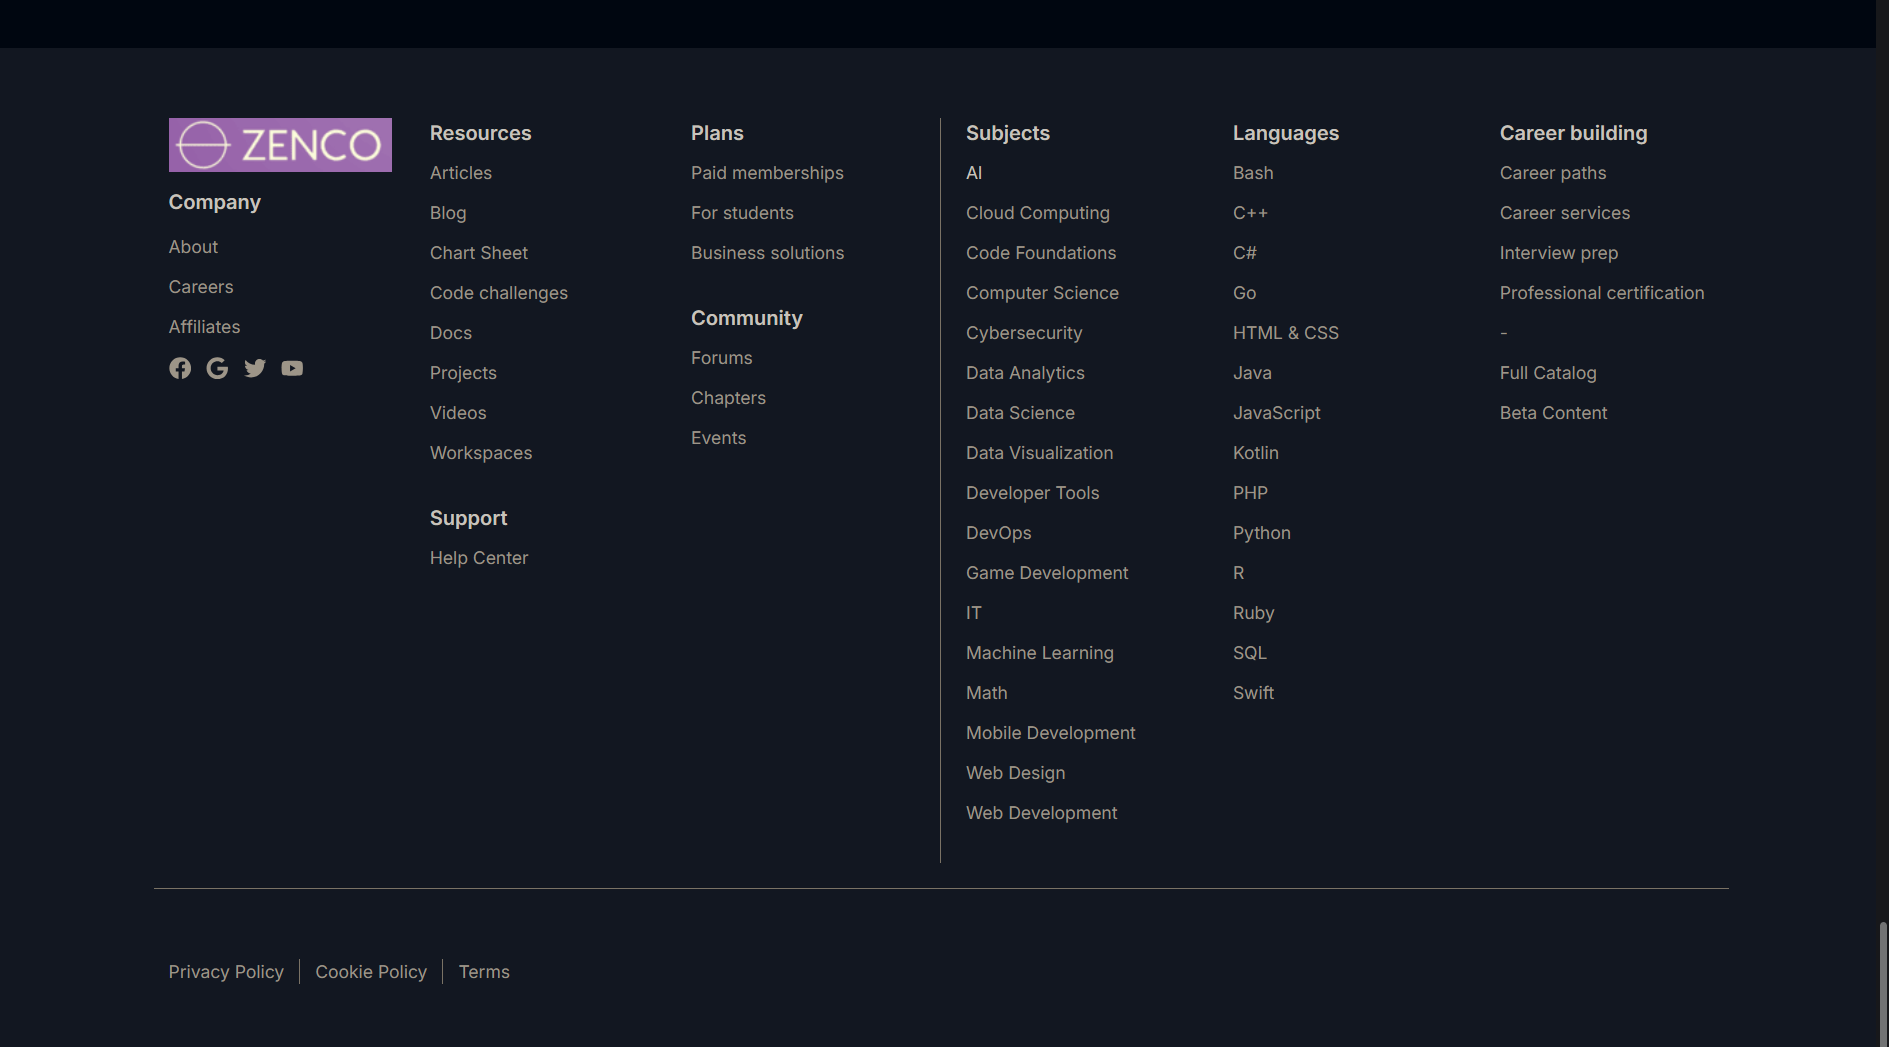 ZENCO
Company
About
Careers
Affiliates
Resources
Articles
Blog
Chart Sheet
Code challenges
Docs
Projects
Videos
Workspaces
Support
Help Center
Plans
Paid memberships
For students
Business solutions
Community
Forums
Chapters
Events
Subjects
AI
Cloud Computing
Code Foundations
Computer Science
Cybersecurity
Data Analytics
Data Science
Data Visualization
Developer Tools
DevOps
Game Development
IT
Machine Learning
Math
Mobile Development
Web Design
Web Development
Languages
Bash
C++
C#
Go
HTML & CSS
Java
JavaScript
Kotlin
PHP
Python
R
Ruby
SQL
Swift
Career building
Career paths
Career services
Interview prep
Professional certification
-
Full Catalog
Beta Content
Privacy Policy
Cookie Policy
Terms